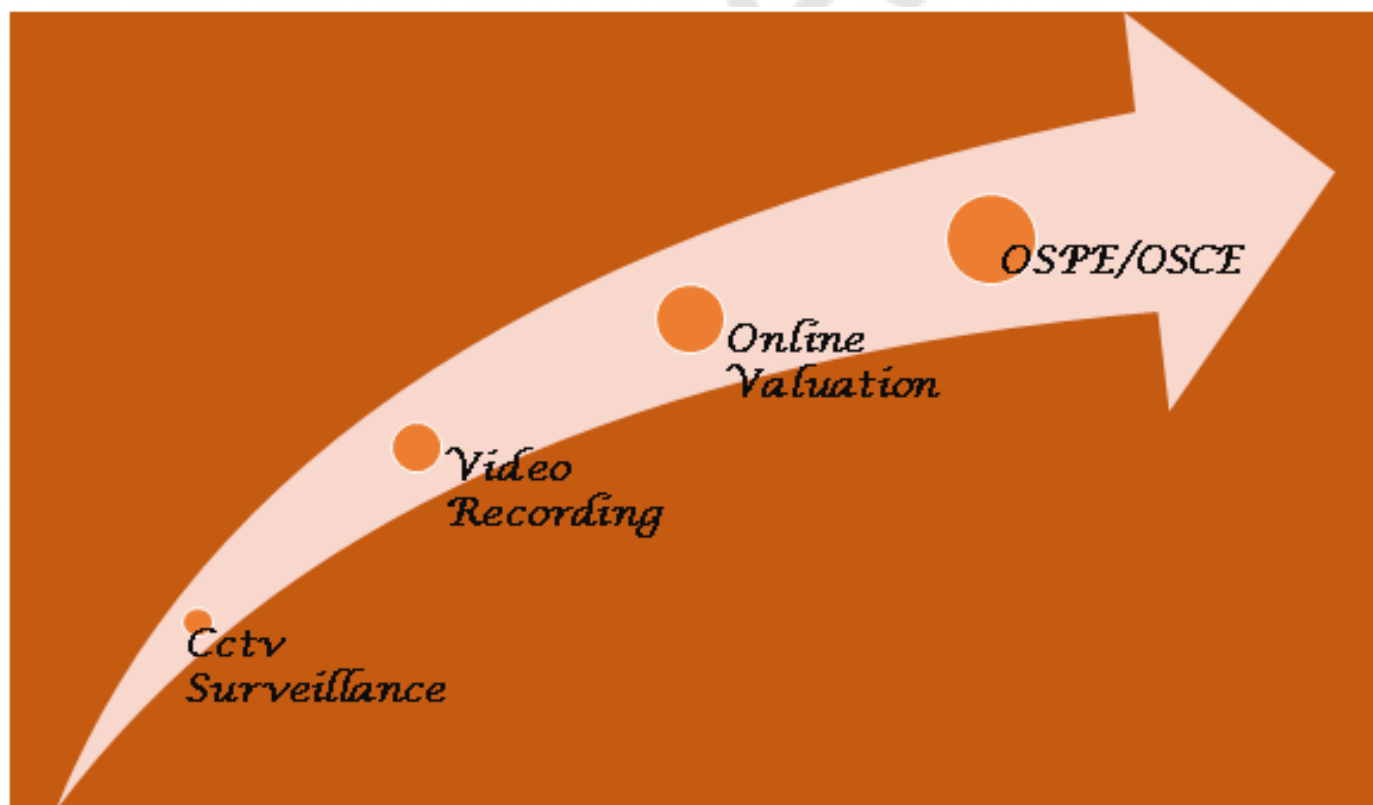 OSPE/OSCE
Online
Valuation
Video
Recording
Cctv
Surveillance